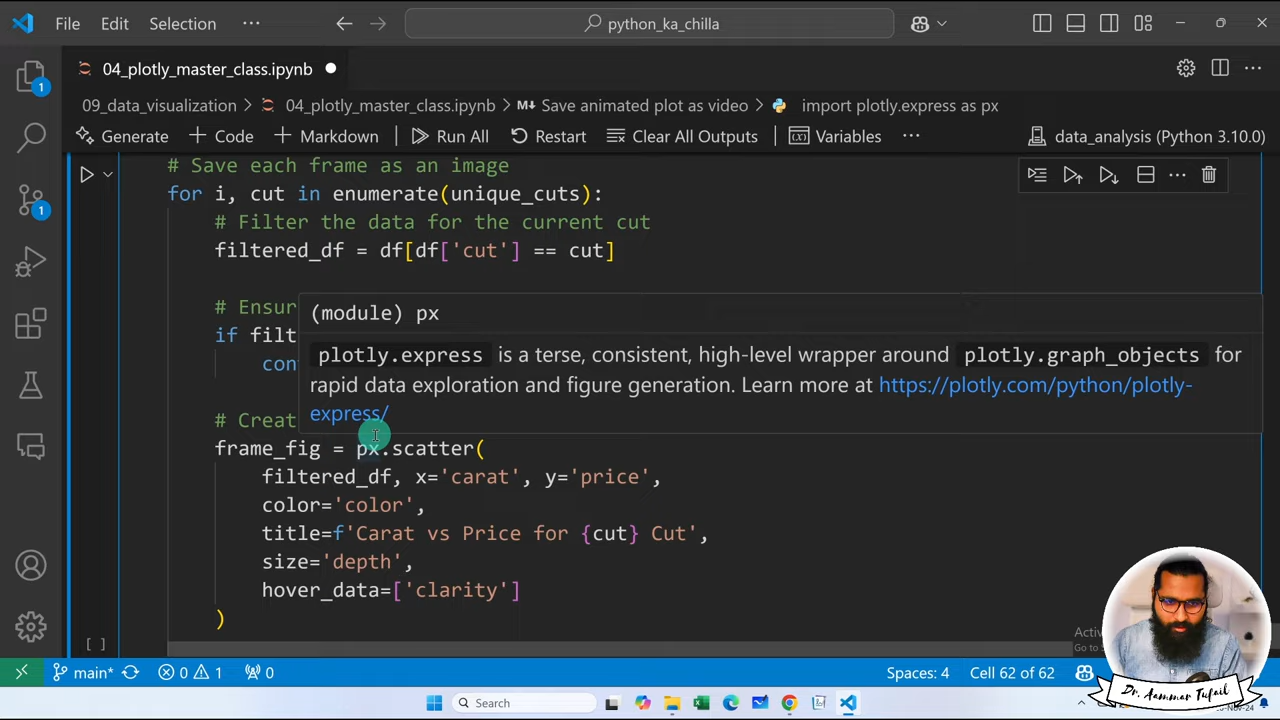 File Edit Selection ··· python_ka_chilla
04_plotly_master_class.ipynb
09_data_visualization > 04_plotly_master_class.ipynb > M↓ Save animated plot as video > import plotly.express as px
Generate + Code + Markdown Run All Restart Clear All Outputs Variables ··· data_analysis (Python 3.10.0)
# Save each frame as an image
for i, cut in enumerate(unique_cuts):
# Filter the data for the current cut
filtered_df = df[df['cut'] == cut]
# Ensur
if filt
con
(module) px
plotly.express is a terse, consistent, high-level wrapper around plotly.graph_objects for
rapid data exploration and figure generation. Learn more at https://plotly.com/python/plotly-
express/
# Creat
frame_fig = px.scatter(
filtered_df, x='carat', y='price',
color='color',
title=f'Carat vs Price for {cut} Cut',
size='depth',
hover_data=['clarity']
)
[ ]
1
1
Activ
Go to S
main* 0 1 0 Spaces: 4 Cell 62 of 62
Dr. Aammar Tufail
Search